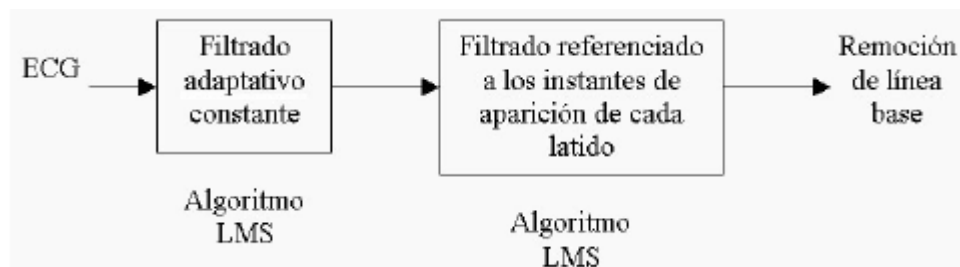 ECG
Filtrado
adaptativo
constante
Filtrado referenciado
a los instantes de
aparición de cada
latido
Remoción
de línea
base
Algoritmo
LMS
Algoritmo
LMS